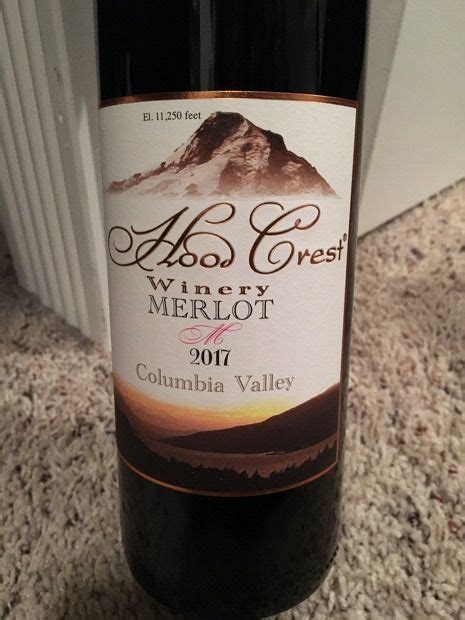 El. 11,250 feet
Hood Crest®
Winery
MERLOT
M
2017
Columbia Valley